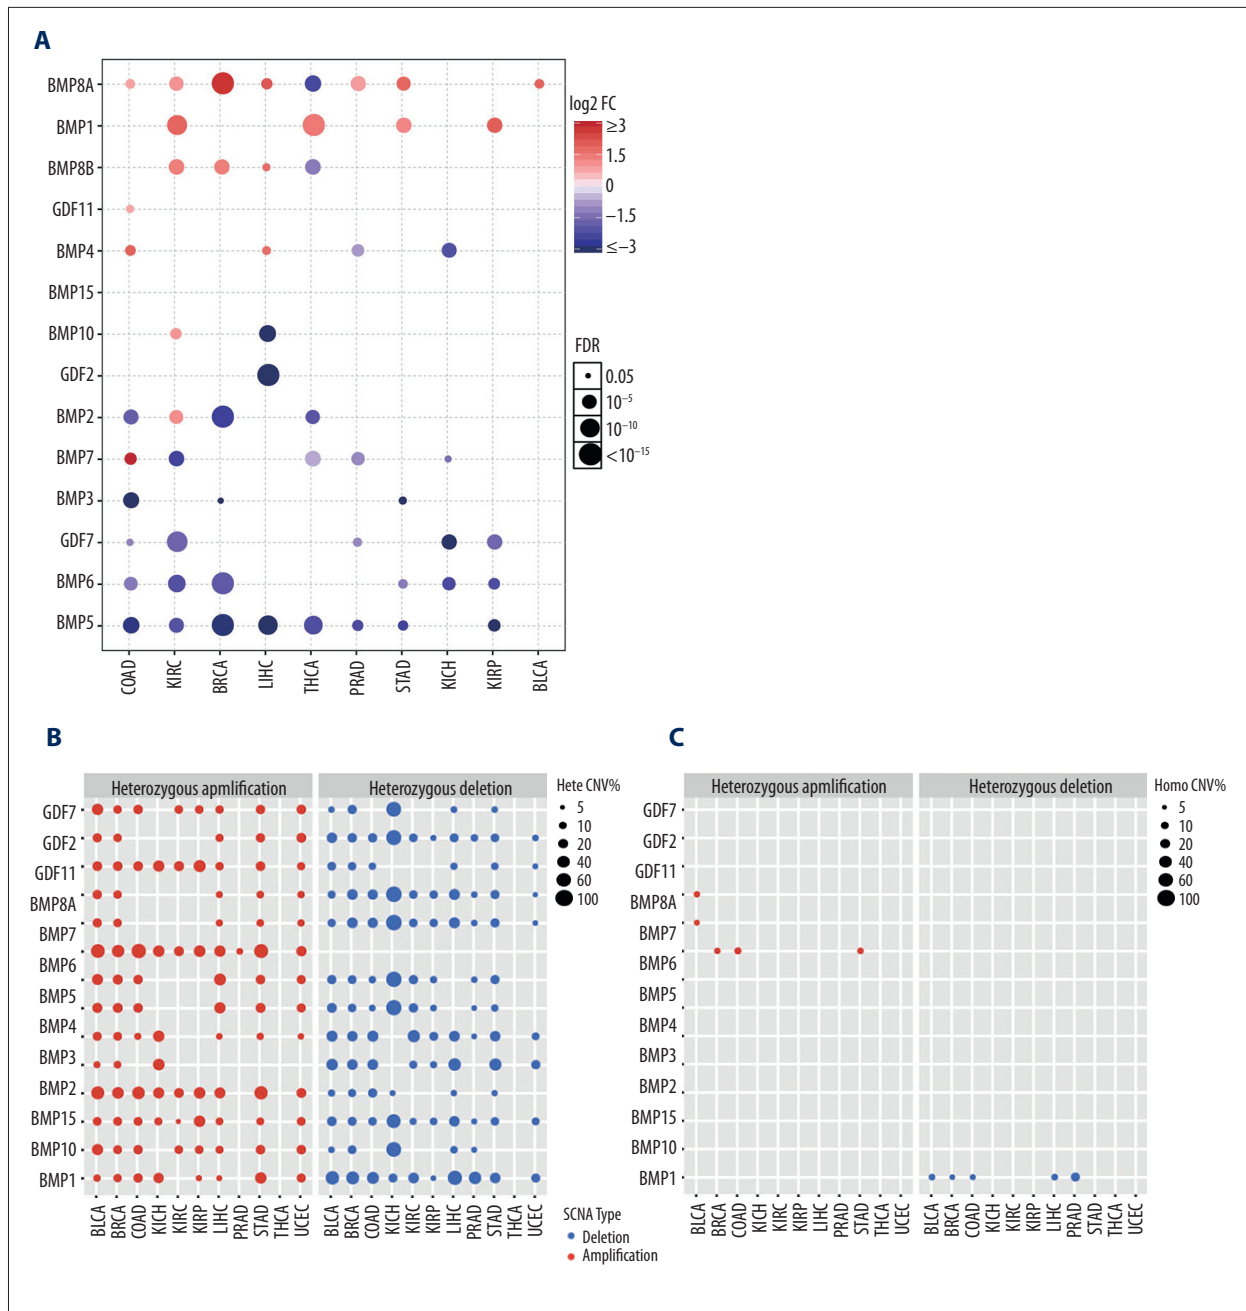 A
BMP8A
BMP1
BMP8B
GDF11
BMP4
BMP15
BMP10
GDF2
BMP2
BMP7
BMP3
GDF7
BMP6
BMP5
COAD
KIRC
BRCA
LIHC
THCA
PRAD
STAD
KICH
KIRP
BLCA
log2 FC
≥3
1.5
0
−1.5
≤−3
FDR
0.05
10⁻⁵
10⁻¹⁰
<10⁻¹⁵
B
Heterozygous apmlification
Heterozygous deletion
GDF7
GDF2
GDF11
BMP8A
BMP7
BMP6
BMP5
BMP4
BMP3
BMP2
BMP15
BMP10
BMP1
BLCA
BRCA
COAD
KICH
KIRC
KIRP
LIHC
PRAD
STAD
THCA
UCEC
BLCA
BRCA
COAD
KICH
KIRC
KIRP
LIHC
PRAD
STAD
THCA
UCEC
Hete CNV%
5
10
20
40
60
100
SCNA Type
Deletion
Amplification
C
Heterozygous apmlification
Heterozygous deletion
GDF7
GDF2
GDF11
BMP8A
BMP7
BMP6
BMP5
BMP4
BMP3
BMP2
BMP15
BMP10
BMP1
BLCA
BRCA
COAD
KICH
KIRC
KIRP
LIHC
PRAD
STAD
THCA
UCEC
BLCA
BRCA
COAD
KICH
KIRC
KIRP
LIHC
PRAD
STAD
THCA
UCEC
Homo CNV%
5
10
20
40
60
100